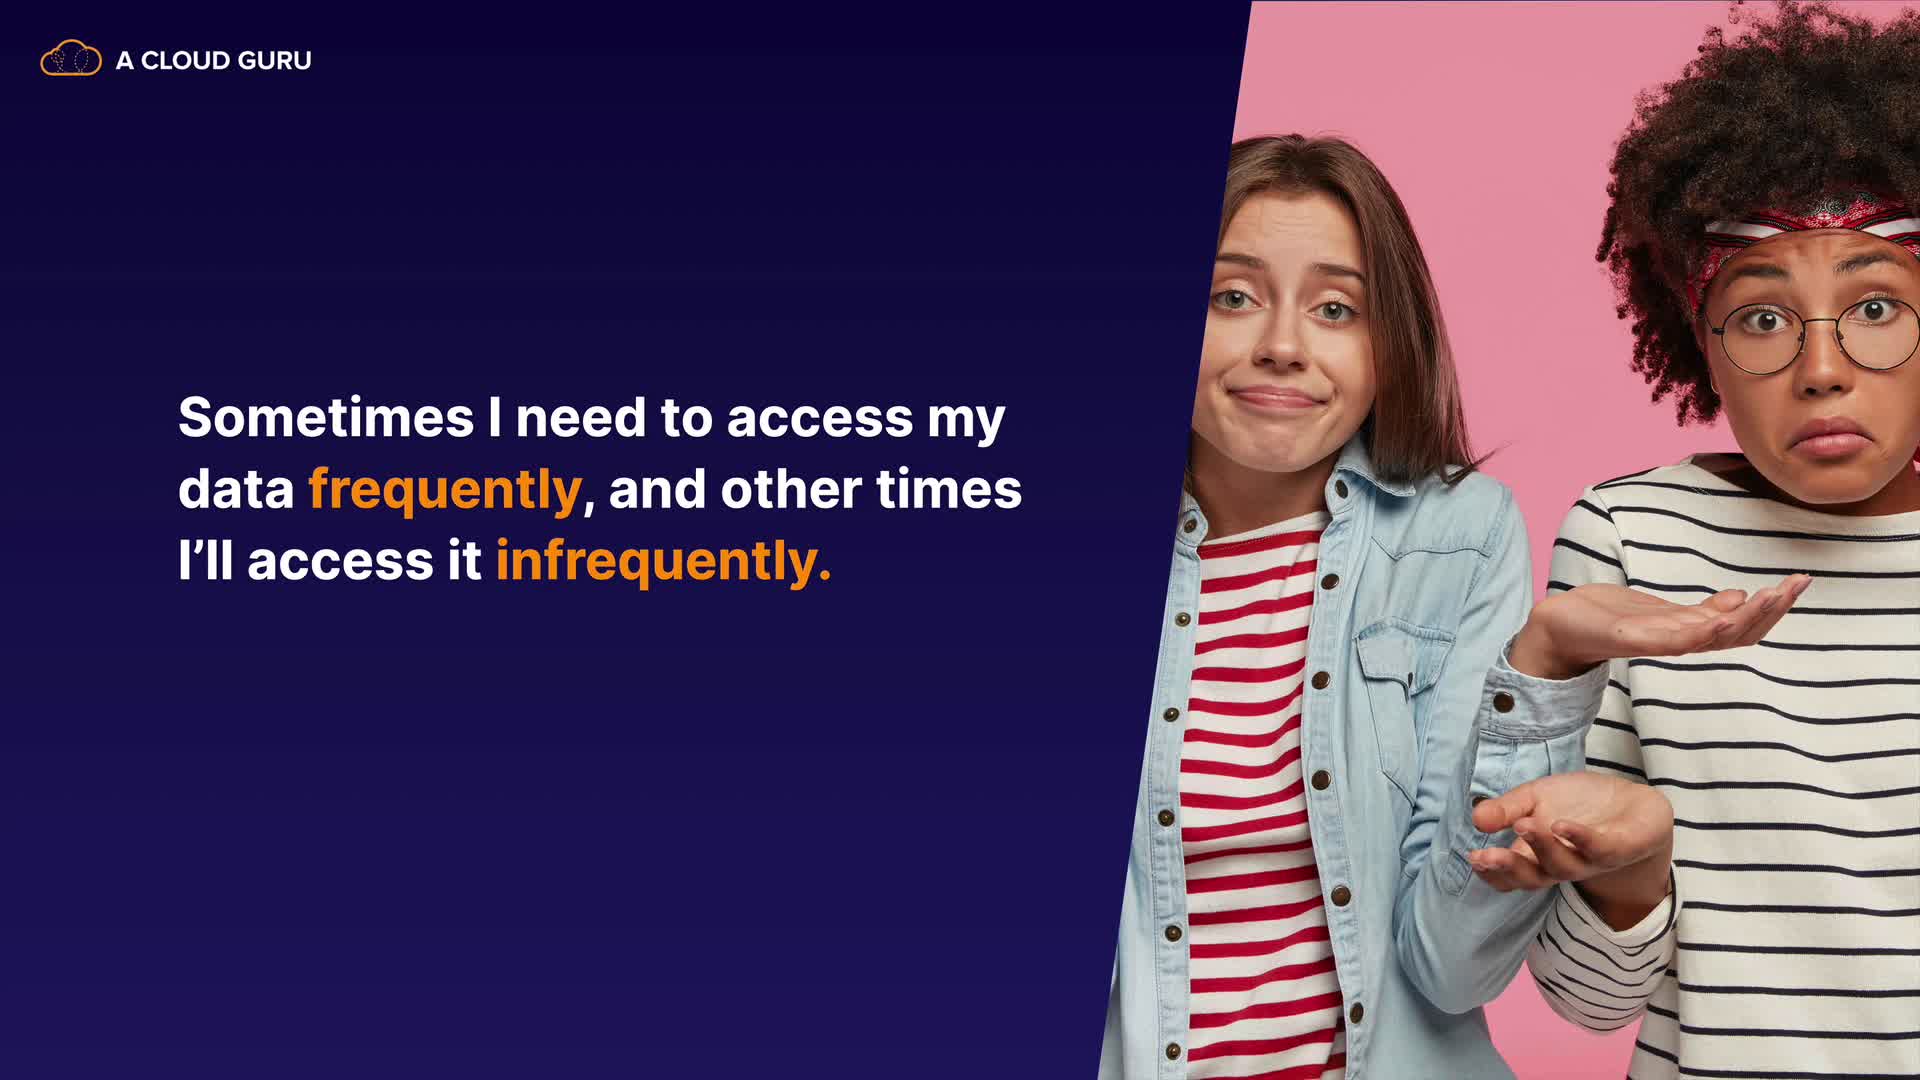 A CLOUD GURU
Sometimes I need to access my
data frequently, and other times
I’ll access it infrequently.